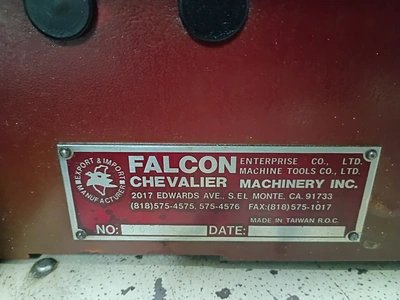 EXPORT & IMPORT
MANUFACTURER
FALCON ENTERPRISE CO., LTD.
MACHINE TOOLS CO., LTD.
CHEVALIER MACHINERY INC.
2017 EDWARDS AVE., S.EL MONTE, CA. 91733
(818)575-4575, 575-4576 FAX:(818)575-1017
MADE IN TAIWAN R.O.C.
NO: DATE: